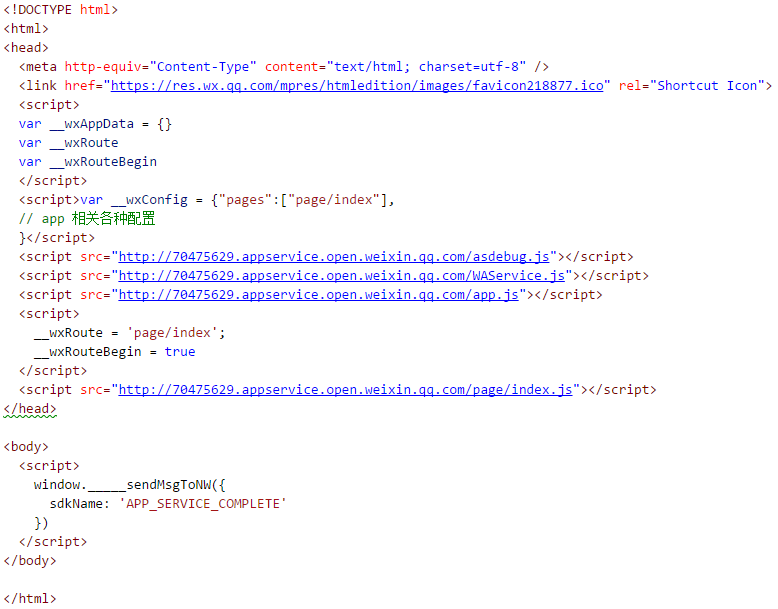 <!DOCTYPE html>
<html>
<head>
  <meta http-equiv="Content-Type" content="text/html; charset=utf-8" />
  <link href="https://res.wx.qq.com/mpres/htmledition/images/favicon218877.ico" rel="Shortcut Icon">
  <script>
  var __wxAppData = {}
  var __wxRoute
  var __wxRouteBegin
  </script>
  <script>var __wxConfig = {"pages":["page/index"],
  // app 相关各种配置
  }</script>
  <script src="http://70475629.appservice.open.weixin.qq.com/asdebug.js"></script>
  <script src="http://70475629.appservice.open.weixin.qq.com/WAService.js"></script>
  <script src="http://70475629.appservice.open.weixin.qq.com/app.js"></script>
  <script>
    __wxRoute = 'page/index';
    __wxRouteBegin = true
  </script>
  <script src="http://70475629.appservice.open.weixin.qq.com/page/index.js"></script>
</head>
<body>
  <script>
    window._____sendMsgToNW({
      sdkName: 'APP_SERVICE_COMPLETE'
    })
  </script>
</body>
</html>